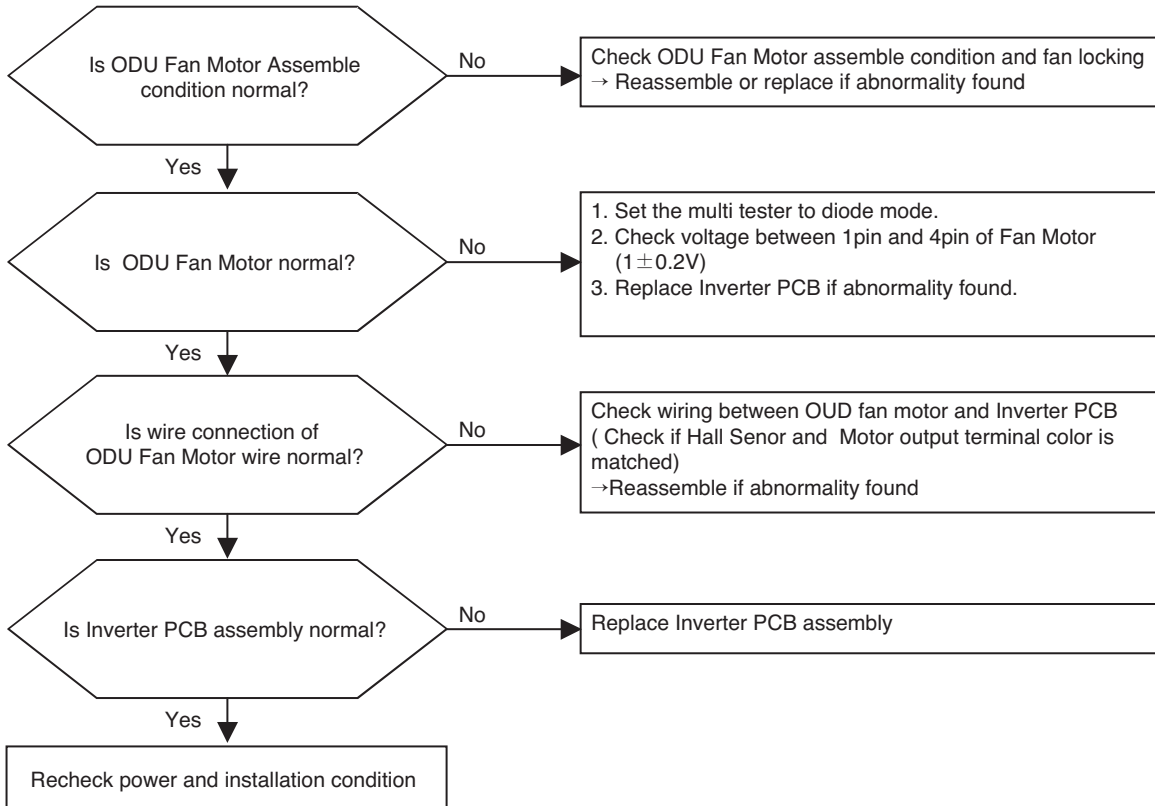 Is ODU Fan Motor Assemble
condition normal?
No
Check ODU Fan Motor assemble condition and fan locking
→ Reassemble or replace if abnormality found
Yes
Is ODU Fan Motor normal?
No
1. Set the multi tester to diode mode.
2. Check voltage between 1pin and 4pin of Fan Motor
(1±0.2V)
3. Replace Inverter PCB if abnormality found.
Yes
Is wire connection of
ODU Fan Motor wire normal?
No
Check wiring between OUD fan motor and Inverter PCB
( Check if Hall Senor and Motor output terminal color is
matched)
→Reassemble if abnormality found
Yes
Is Inverter PCB assembly normal?
No
Replace Inverter PCB assembly
Yes
Recheck power and installation condition